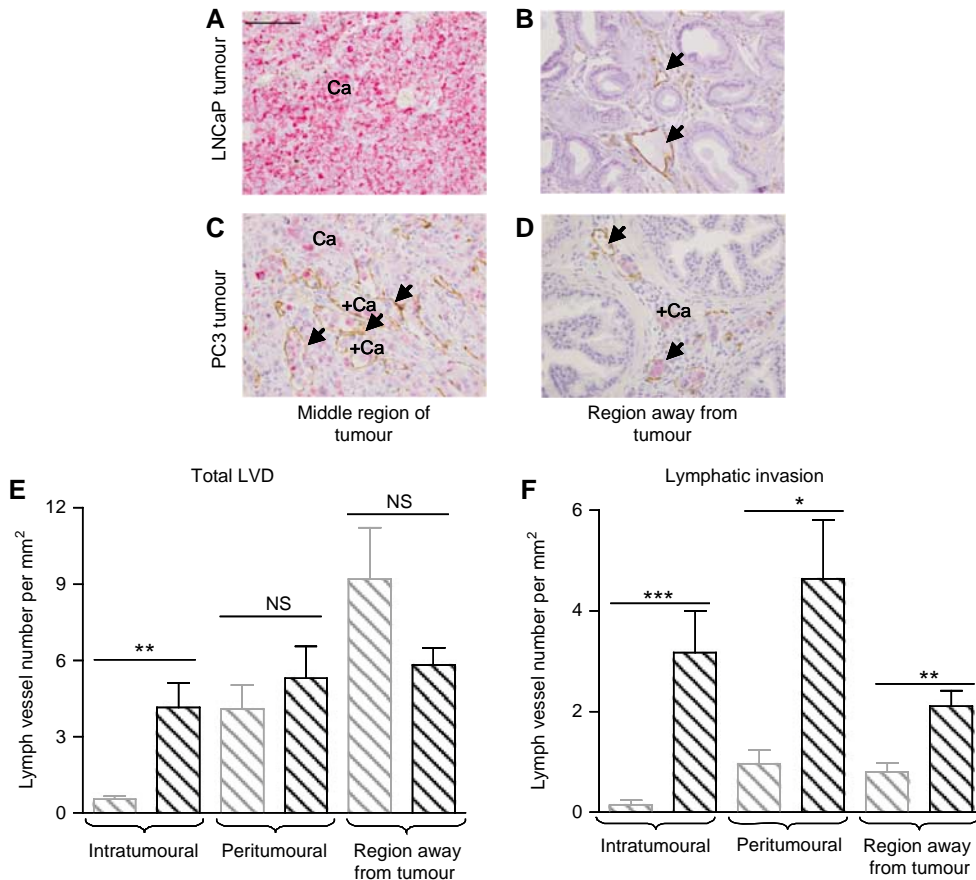 A
B
LNCaP tumour
Ca
C
D
PC3 tumour
Ca
+Ca
+Ca
+Ca
Middle region of
tumour
Region away from
tumour
E
Total LVD
Lymph vessel number per mm²
12
9
6
3
0
**
NS
NS
Intratumoural
Peritumoural
Region away
from tumour
F
Lymphatic invasion
Lymph vessel number per mm²
6
4
2
0
***
*
**
Intratumoural
Peritumoural
Region away
from tumour